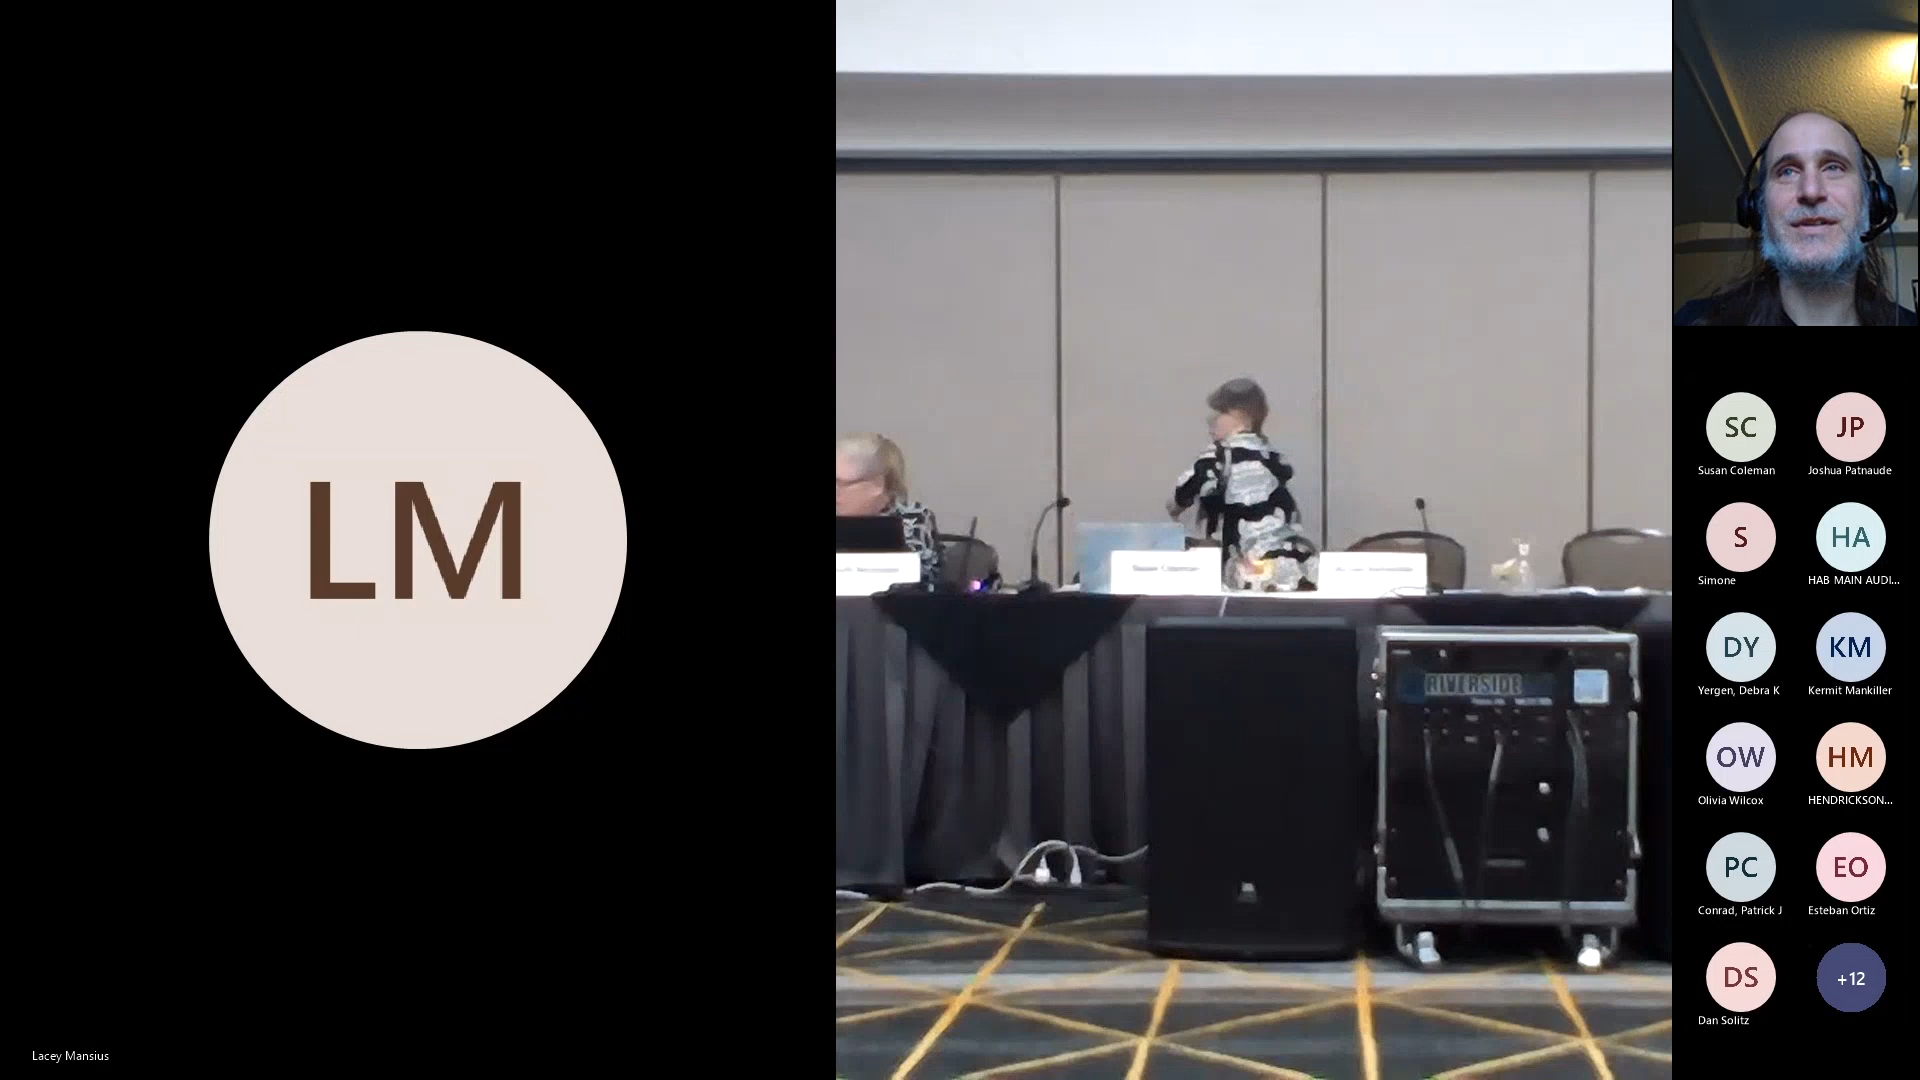 LM
Lacey Mansius
RIVERSIDE
SC
JP
Susan Coleman
Joshua Patnaude
S
HA
Simone
HAB MAIN AUDI...
DY
KM
Yergen, Debra K
Kermit Mankiller
OW
HM
Olivia Wilcox
HENDRICKSON...
PC
EO
Conrad, Patrick J
Esteban Ortiz
DS
+12
Dan Solitz